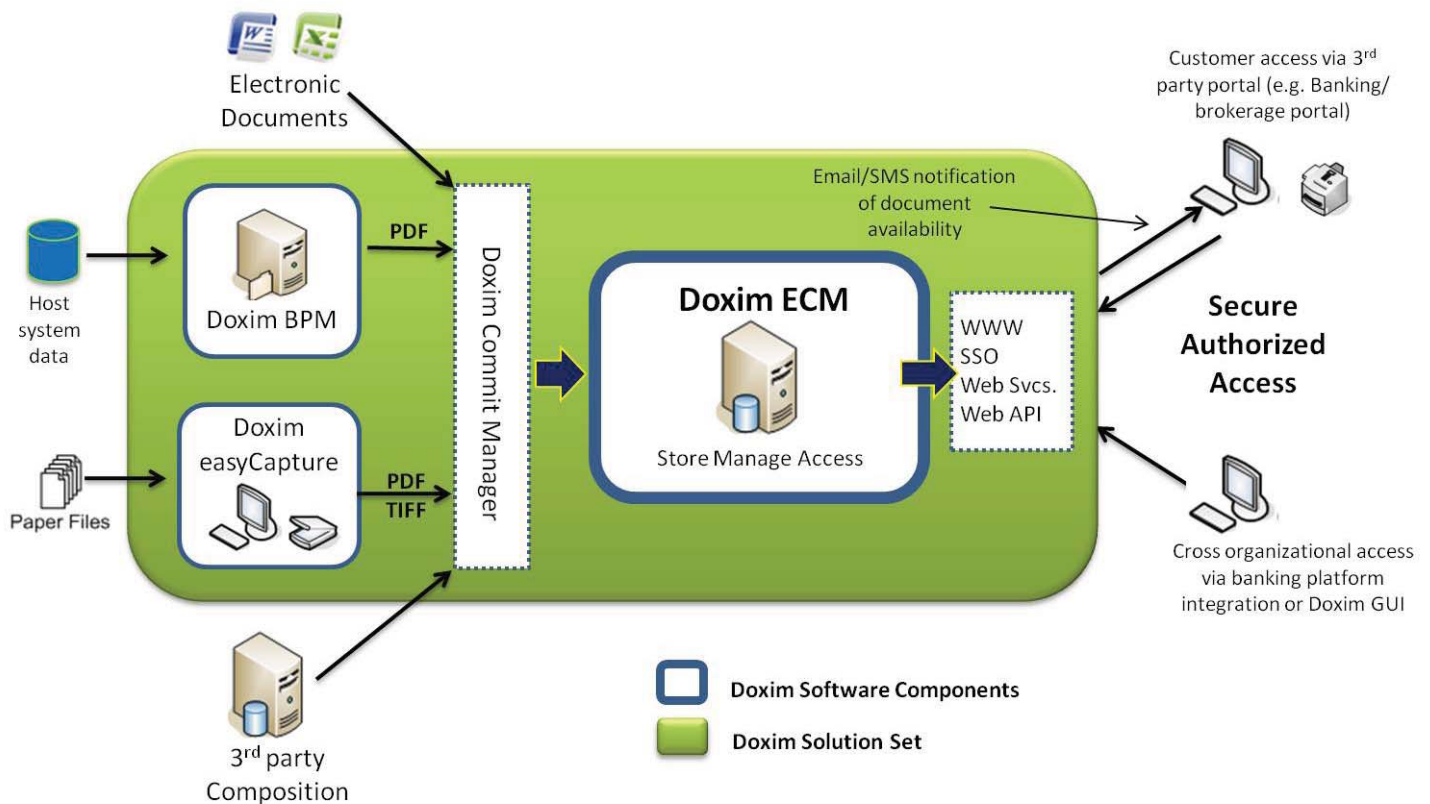 Electronic
Documents
Customer access via 3rd
party portal (e.g. Banking/
brokerage portal)
Email/SMS notification
of document
availability
Host
system
data
Doxim BPM
PDF
Doxim Commit Manager
Doxim ECM
Store Manage Access
WWW
SSO
Web Svcs.
Web API
Secure
Authorized
Access
Paper Files
Doxim
easyCapture
PDF
TIFF
Cross organizational access
via banking platform
integration or Doxim GUI
3rd party
Composition
Doxim Software Components
Doxim Solution Set